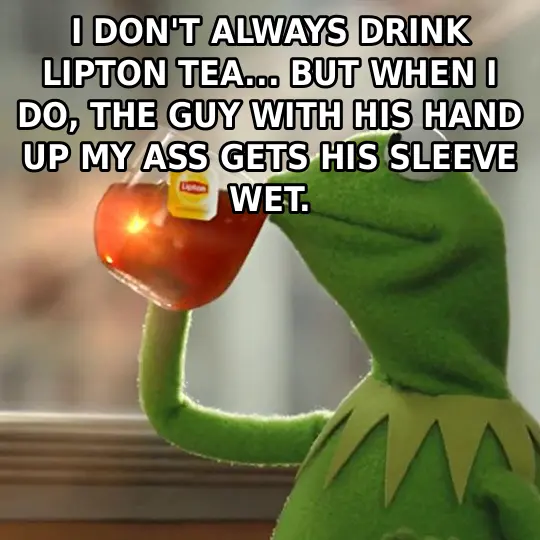 I DON'T ALWAYS DRINK
LIPTON TEA... BUT WHEN I
DO, THE GUY WITH HIS HAND
UP MY ASS GETS HIS SLEEVE
WET.
Lipton